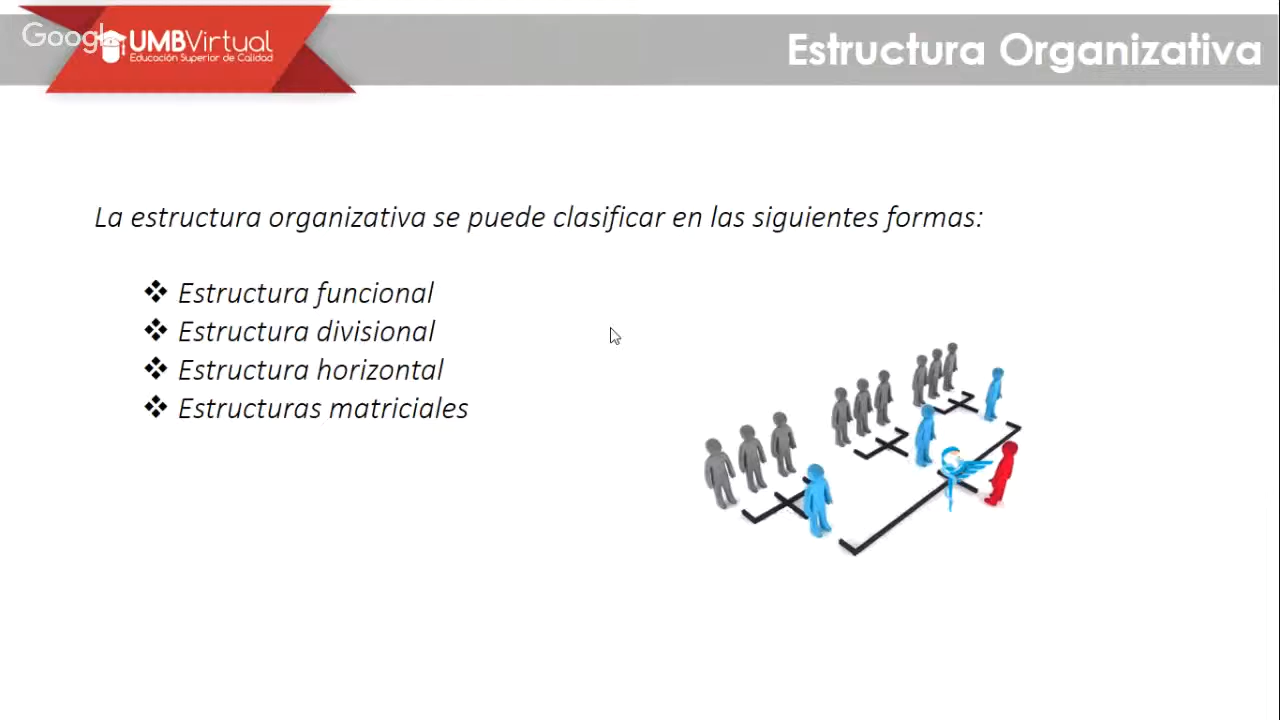 Google
UMBVirtual
Educación Superior de Calidad
Estructura Organizativa
La estructura organizativa se puede clasificar en las siguientes formas:
❖ Estructura funcional
❖ Estructura divisional
❖ Estructura horizontal
❖ Estructuras matriciales